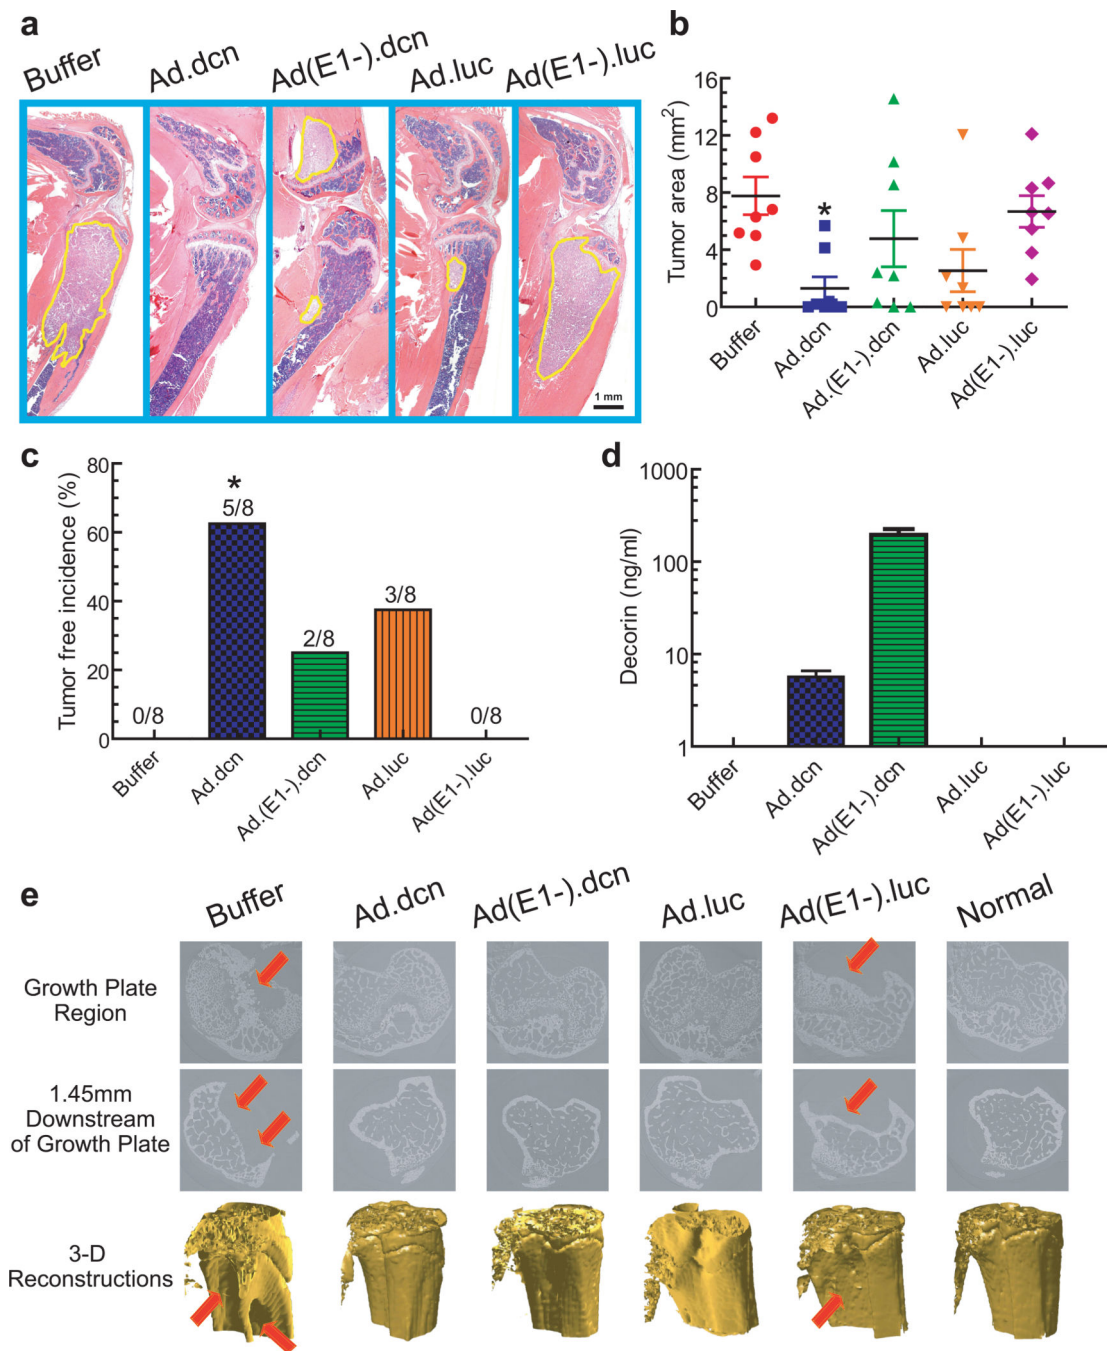 a
Buffer
Ad.dcn
Ad(E1-).dcn
Ad.luc
Ad(E1-).luc
1 mm
b
Tumor area (mm2)
16
12
8
4
0
*
Buffer
Ad.dcn
Ad.(E1-).dcn
Ad.luc
Ad(E1-).luc
c
Tumor free incidence (%)
80
60
40
20
0
0/8
*
5/8
2/8
3/8
0/8
Buffer
Ad.dcn
Ad.(E1-).dcn
Ad.luc
Ad(E1-).luc
d
Decorin (ng/ml)
1000
100
10
1
Buffer
Ad.dcn
Ad(E1-).dcn
Ad.luc
Ad(E1-).luc
e
Buffer
Ad.dcn
Ad(E1-).dcn
Ad.luc
Ad(E1-).luc
Normal
Growth Plate
Region
1.45mm
Downstream
of Growth Plate
3-D
Reconstructions